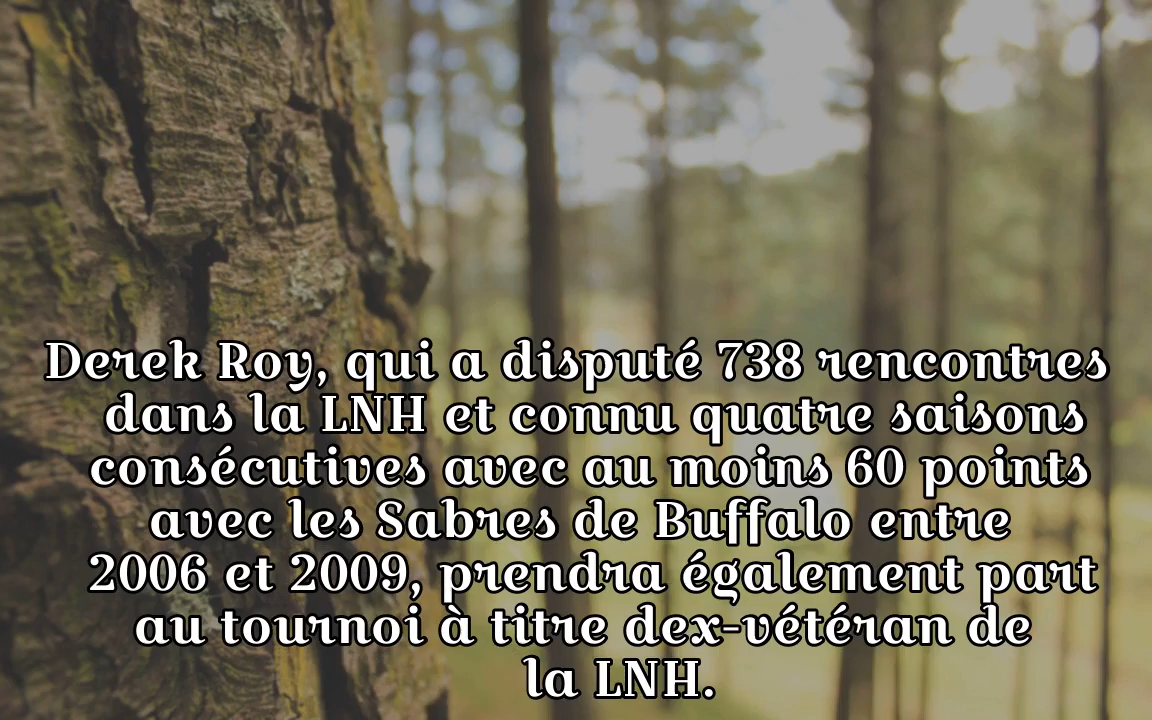 Derek Roy, qui a disputé 738 rencontres
dans la LNH et connu quatre saisons
consécutives avec au moins 60 points
avec les Sabres de Buffalo entre
2006 et 2009, prendra également part
au tournoi à titre dex-vétéran de
la LNH.